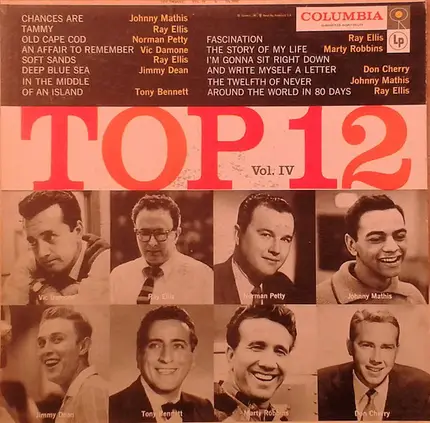 CHANCES ARE Johnny Mathis
TAMMY Ray Ellis
OLD CAPE COD Norman Petty
AN AFFAIR TO REMEMBER Vic Damone
SOFT SANDS Ray Ellis
DEEP BLUE SEA Jimmy Dean
IN THE MIDDLE
OF AN ISLAND Tony Bennett
FASCINATION Ray Ellis
THE STORY OF MY LIFE Marty Robbins
I'M GONNA SIT RIGHT DOWN
AND WRITE MYSELF A LETTER Don Cherry
THE TWELFTH OF NEVER Johnny Mathis
AROUND THE WORLD IN 80 DAYS Ray Ellis
COLUMBIA
Lp
TOP 12
Vol. IV
Vic Damone
Ray Ellis
Norman Petty
Johnny Mathis
Jimmy Dean
Tony Bennett
Marty Robbins
Don Cherry